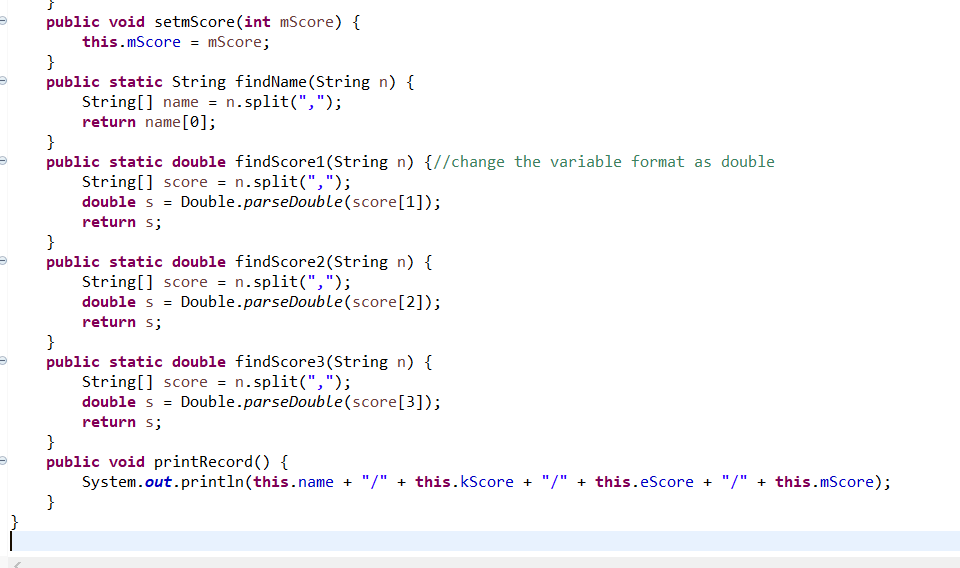 }
public void setmScore(int mScore) {
this.mScore = mScore;
}
public static String findName(String n) {
String[] name = n.split(",");
return name[0];
}
public static double findScore1(String n) {//change the variable format as double
String[] score = n.split(",");
double s = Double.parseDouble(score[1]);
return s;
}
public static double findScore2(String n) {
String[] score = n.split(",");
double s = Double.parseDouble(score[2]);
return s;
}
public static double findScore3(String n) {
String[] score = n.split(",");
double s = Double.parseDouble(score[3]);
return s;
}
public void printRecord() {
System.out.println(this.name + "/" + this.kScore + "/" + this.eScore + "/" + this.mScore);
}
}